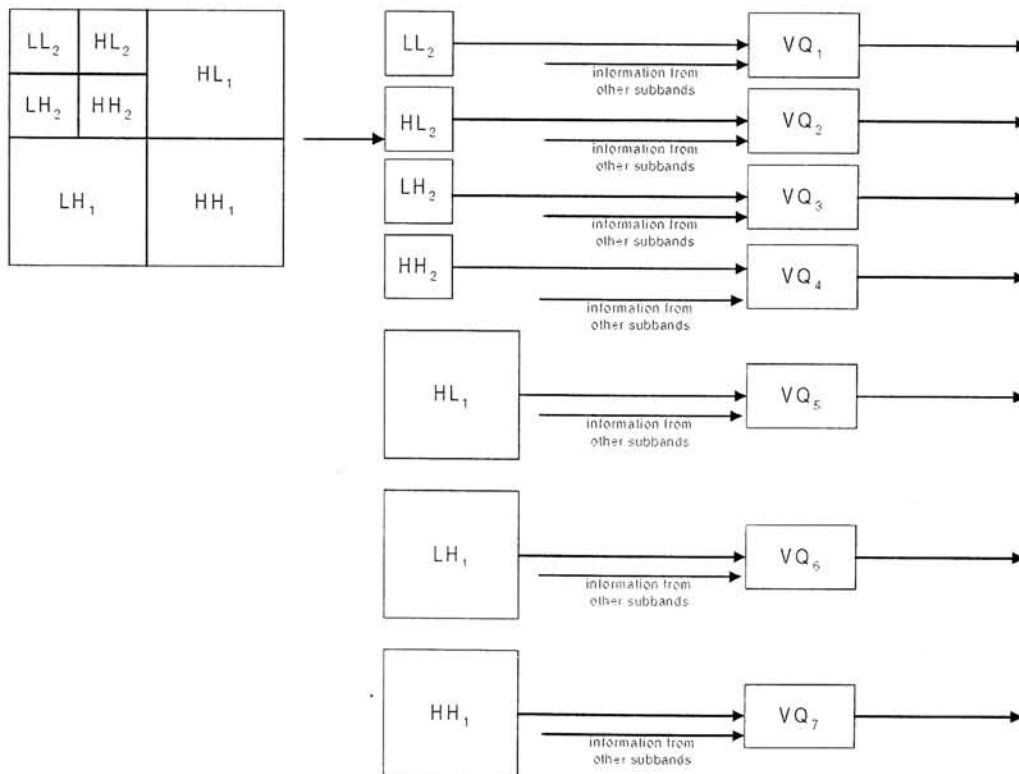 LL₂ HL₂
HL₁
LH₂ HH₂
LH₁ HH₁
LL₂
information from
other subbands
VQ₁
HL₂
information from
other subbands
VQ₂
LH₂
information from
other subbands
VQ₃
HH₂
information from
other subbands
VQ₄
HL₁
information from
other subbands
VQ₅
LH₁
information from
other subbands
VQ₆
HH₁
information from
other subbands
VQ₇